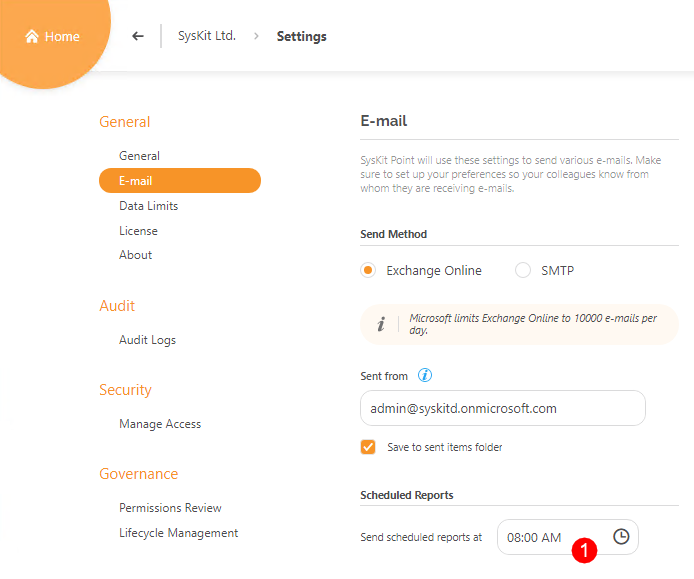 Home
SysKit Ltd. > Settings
General
General
E-mail
Data Limits
License
About
Audit
Audit Logs
Security
Manage Access
Governance
Permissions Review
Lifecycle Management
E-mail
SysKit Point will use these settings to send various e-mails. Make
sure to set up your preferences so your colleagues know from
whom they are receiving e-mails.
Send Method
Exchange Online
SMTP
i
Microsoft limits Exchange Online to 10000 e-mails per
day.
Sent from i
admin@syskitd.onmicrosoft.com
Save to sent items folder
Scheduled Reports
Send scheduled reports at
08:00 AM
1